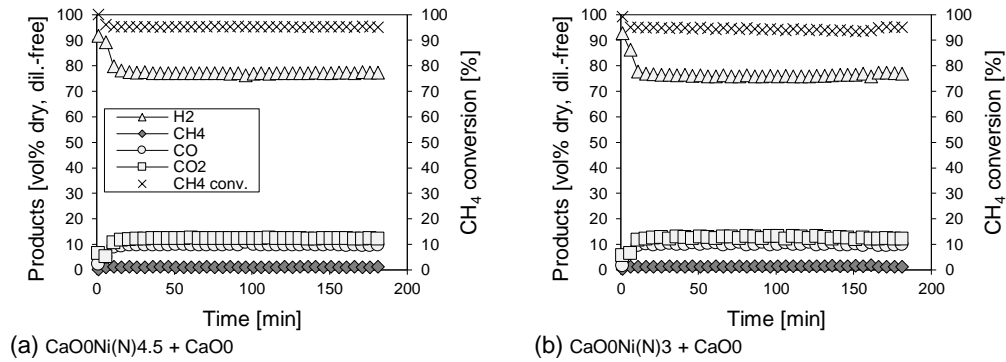 Products [vol% dry, dil.-free]
100
90
80
70
60
50
40
30
20
10
0
H2
CH4
CO
CO2
CH4 conv.
100
90
80
70
60
50
40
30
20
10
0
CH4 conversion [%]
0 50 100 150 200
Time [min]
(a) CaO0Ni(N)4.5 + CaO0
Products [vol% dry, dil.-free]
100
90
80
70
60
50
40
30
20
10
0
100
90
80
70
60
50
40
30
20
10
0
CH4 conversion [%]
0 50 100 150 200
Time [min]
(b) CaO0Ni(N)3 + CaO0